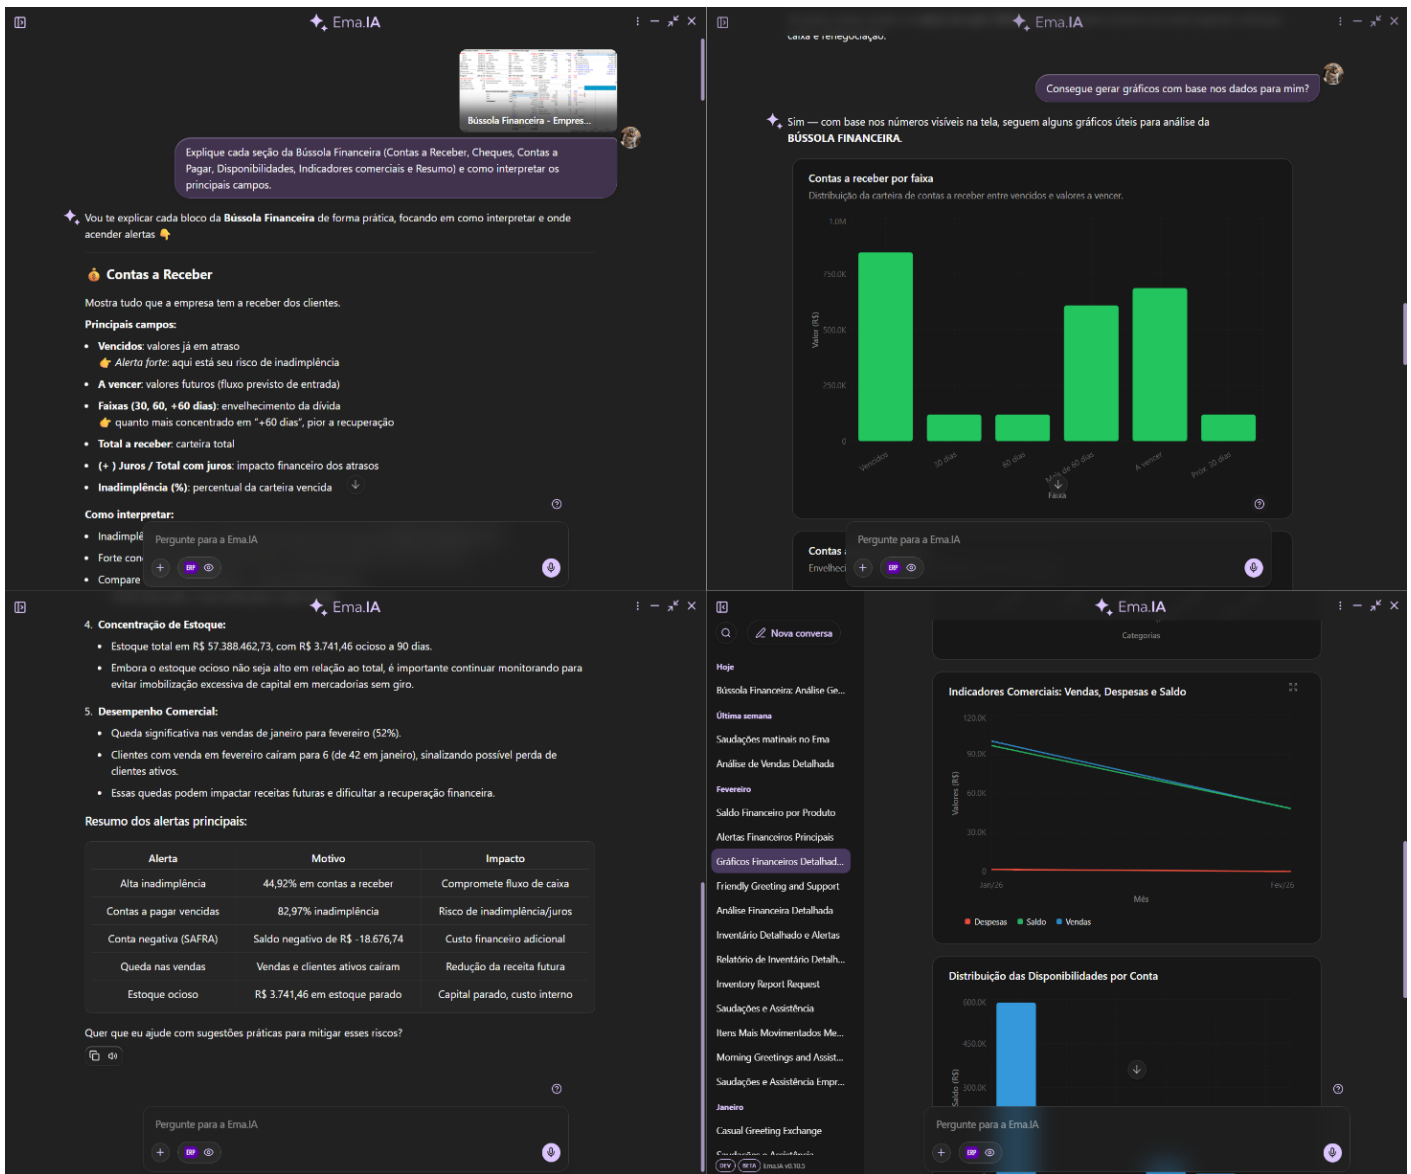 Ema.IA
Bússola Financeira - Empres...
Explique cada seção da Bússola Financeira (Contas a Receber, Cheques, Contas a
Pagar, Disponibilidades, Indicadores comerciais e Resumo) e como interpretar os
principais campos.
Vou te explicar cada bloco da Bússola Financeira de forma prática, focando em como interpretar e onde
acender alertas 👇
💰 Contas a Receber
Mostra tudo que a empresa tem a receber dos clientes.
Principais campos:
• Vencidos: valores já em atraso
👉 Alerta forte: aqui está seu risco de inadimplência
• A vencer: valores futuros (fluxo previsto de entrada)
• Faixas (30, 60, +60 dias): envelhecimento da dívida
👉 quanto mais concentrado em "+60 dias", pior a recuperação
• Total a receber: carteira total
• (+ ) Juros / Total com juros: impacto financeiro dos atrasos
• Inadimplência (%): percentual da carteira vencida
Como interpretar:
• Inadimplê
• Forte con
• Compare
Pergunte para a Ema.IA
ERP
Ema.IA
caixa e renegociação.
Consegue gerar gráficos com base nos dados para mim?
Sim — com base nos números visíveis na tela, seguem alguns gráficos úteis para análise da
BÚSSOLA FINANCEIRA.
Contas a receber por faixa
Distribuição da carteira de contas a receber entre vencidos e valores a vencer.
1.0M
750.0K
500.0K
250.0K
0
Valor (R$)
Vencidos
30 dias
60 dias
Mais de 60 dias
A vencer
Próx. 30 dias
Faixa
Contas a
Envelheci
Pergunte para a Ema.IA
ERP
Ema.IA
4. Concentração de Estoque:
• Estoque total em R$ 57.388.462,73, com R$ 3.741,46 ocioso a 90 dias.
• Embora o estoque ocioso não seja alto em relação ao total, é importante continuar monitorando para
evitar imobilização excessiva de capital em mercadorias sem giro.
5. Desempenho Comercial:
• Queda significativa nas vendas de janeiro para fevereiro (52%).
• Clientes com venda em fevereiro caíram para 6 (de 42 em janeiro), sinalizando possível perda de
clientes ativos.
• Essas quedas podem impactar receitas futuras e dificultar a recuperação financeira.
Resumo dos alertas principais:
Alerta Motivo Impacto
Alta inadimplência 44,92% em contas a receber Compromete fluxo de caixa
Contas a pagar vencidas 82,97% inadimplência Risco de inadimplência/juros
Conta negativa (SAFRA) Saldo negativo de R$ -18.676,74 Custo financeiro adicional
Queda nas vendas Vendas e clientes ativos caíram Redução da receita futura
Estoque ocioso R$ 3.741,46 em estoque parado Capital parado, custo interno
Quer que eu ajude com sugestões práticas para mitigar esses riscos?
Pergunte para a Ema.IA
ERP
Ema.IA
Nova conversa
Hoje
Bússola Financeira: Análise Ge...
Última semana
Saudações matinais no Ema
Análise de Vendas Detalhada
Fevereiro
Saldo Financeiro por Produto
Alertas Financeiros Principais
Gráficos Financeiros Detalhad...
Friendly Greeting and Support
Análise Financeira Detalhada
Inventário Detalhado e Alertas
Relatório de Inventário Detalh...
Inventory Report Request
Saudações e Assistência
Itens Mais Movimentados Me...
Morning Greetings and Assist...
Saudações e Assistência Empr...
Janeiro
Casual Greeting Exchange
DEV BETA Ema.IA v0.10.5
Categorias
Indicadores Comerciais: Vendas, Despesas e Saldo
120.0K
90.0K
60.0K
30.0K
0
Valores (R$)
Jan/26
Fev/26
Mês
Despesas Saldo Vendas
Distribuição das Disponibilidades por Conta
600.0K
450.0K
300.0K
Saldo (R$)
Pergunte para a Ema.IA
ERP